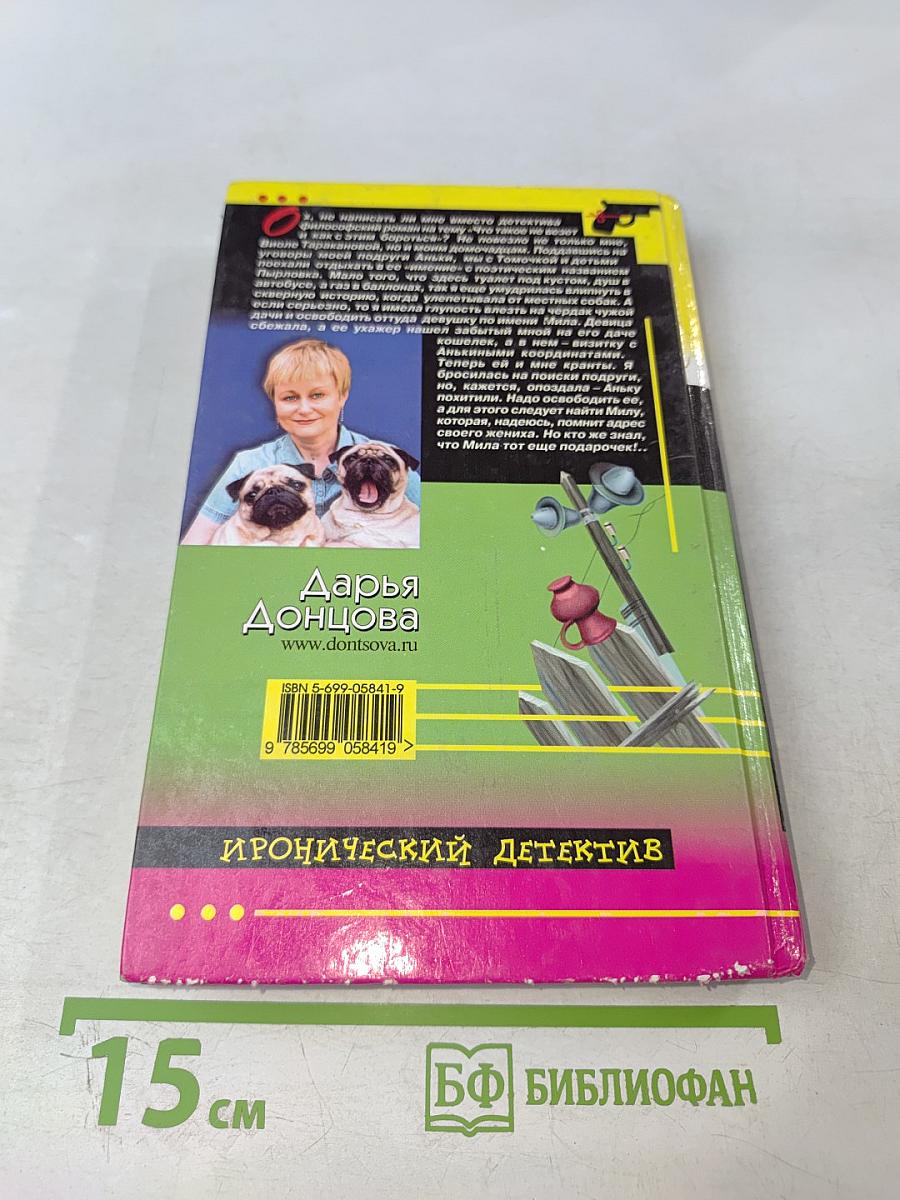 Ох, не написать ли мне вместо детектива
философский роман на тему «Что такое не везет
и как с этим бороться»? Не повезло не только мне,
Виоле Таракановой, но и моим домочадцам. Поддавшись на
уговоры моей подруги Аньки, мы с Томочкой и детьми
поехали отдыхать в ее «имение» с поэтическим названием
Пырловка. Мало того, что здесь туалет под кустом, душ в
автобусе, а газ в баллонах, так я еще умудрилась влипнуть в
скверную историю, когда улепетывала от местных собак. А
если серьезно, то я имела глупость влезть на чердак чужой
дачи и освободить оттуда девушку по имени Мила. Девица
сбежала, а ее ухажер нашел забытый мной на его даче
кошелек, а в нем – визитку с
Анькиными координатами.
Теперь ей и мне кранты. Я
бросилась на поиски подруги,
но, кажется, опоздала – Аньку
похитили. Надо освободить ее,
а для этого следует найти Милу,
которая, надеюсь, помнит адрес
своего жениха. Но кто же знал,
что Мила тот еще подарочек!..
Дарья
Донцова
www.dontsova.ru
ISBN 5-699-05841-9
9 785699 058419 >
ИРОНИЧЕСКИЙ ДЕТЕКТИВ
15 см
БФ БИБЛИОФАН